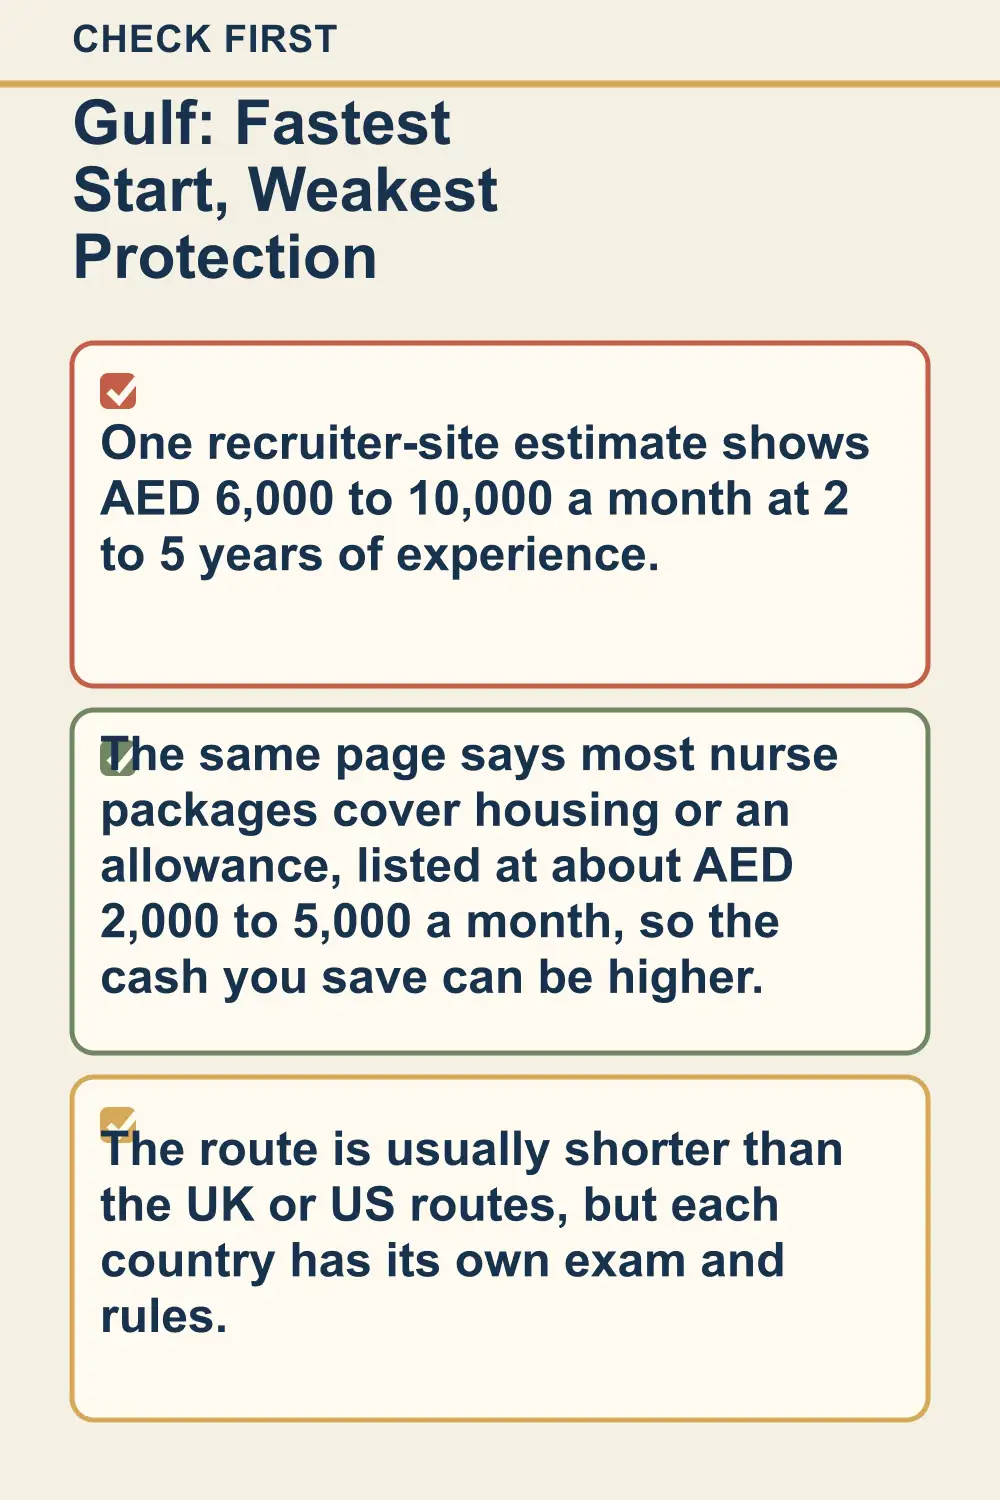 CHECK FIRST
Gulf: Fastest
Start, Weakest
Protection
One recruiter-site estimate shows
AED 6,000 to 10,000 a month at 2
to 5 years of experience.
The same page says most nurse
packages cover housing or an
allowance, listed at about AED
2,000 to 5,000 a month, so the
cash you save can be higher.
The route is usually shorter than
the UK or US routes, but each
country has its own exam and
rules.